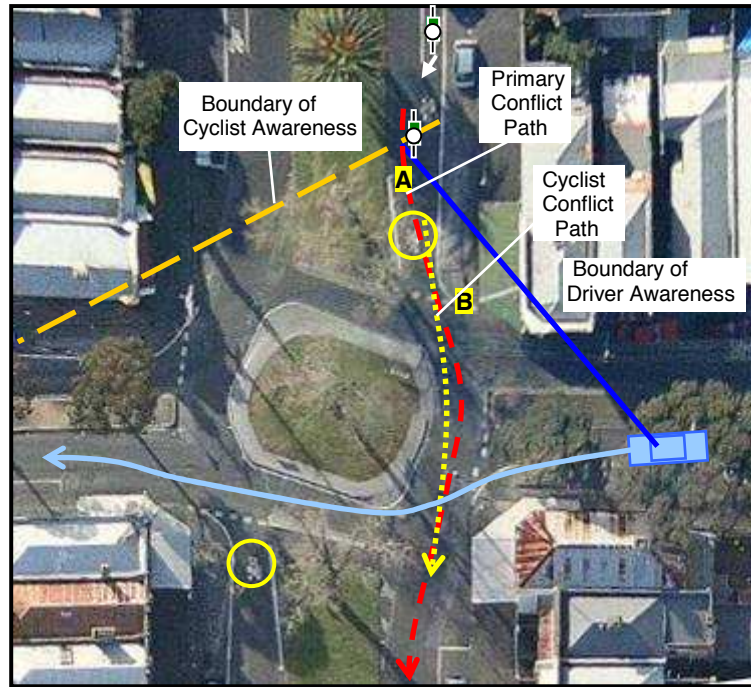 Boundary of
Cyclist Awareness
Primary
Conflict
Path
A
Cyclist
Conflict
Path
Boundary of
Driver Awareness
B